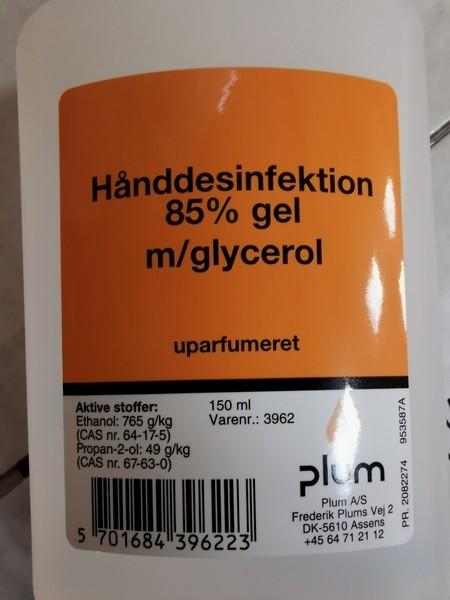 Hånddesinfektion
85% gel
m/glycerol
uparfumeret
Aktive stoffer:
Ethanol: 765 g/kg
(CAS nr. 64-17-5)
Propan-2-ol: 49 g/kg
(CAS nr. 67-63-0)
150 ml
Varenr.: 3962
5 701684 396223
plum
Plum A/S
Frederik Plums Vej 2
DK-5610 Assens
+45 64 71 21 12
PR. 2082274 953587A